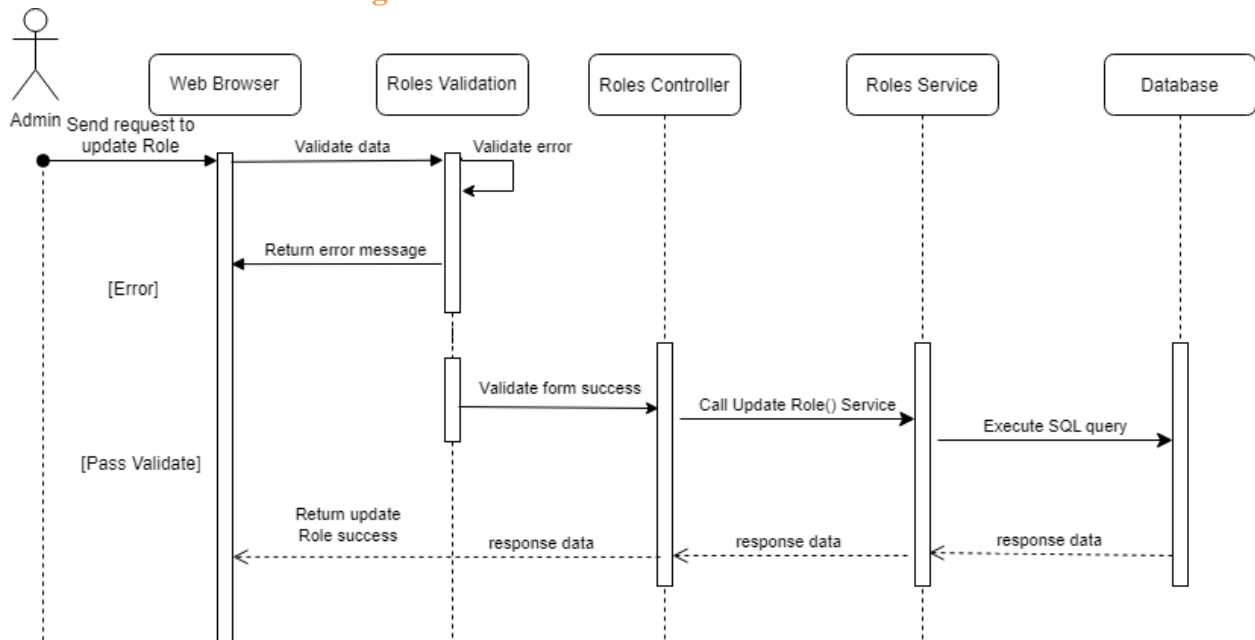 Web Browser
Roles Validation
Roles Controller
Roles Service
Database
Admin
Send request to
update Role
Validate data
Validate error
Return error message
[Error]
Validate form success
Call Update Role() Service
Execute SQL query
[Pass Validate]
Return update
Role success
response data
response data
response data